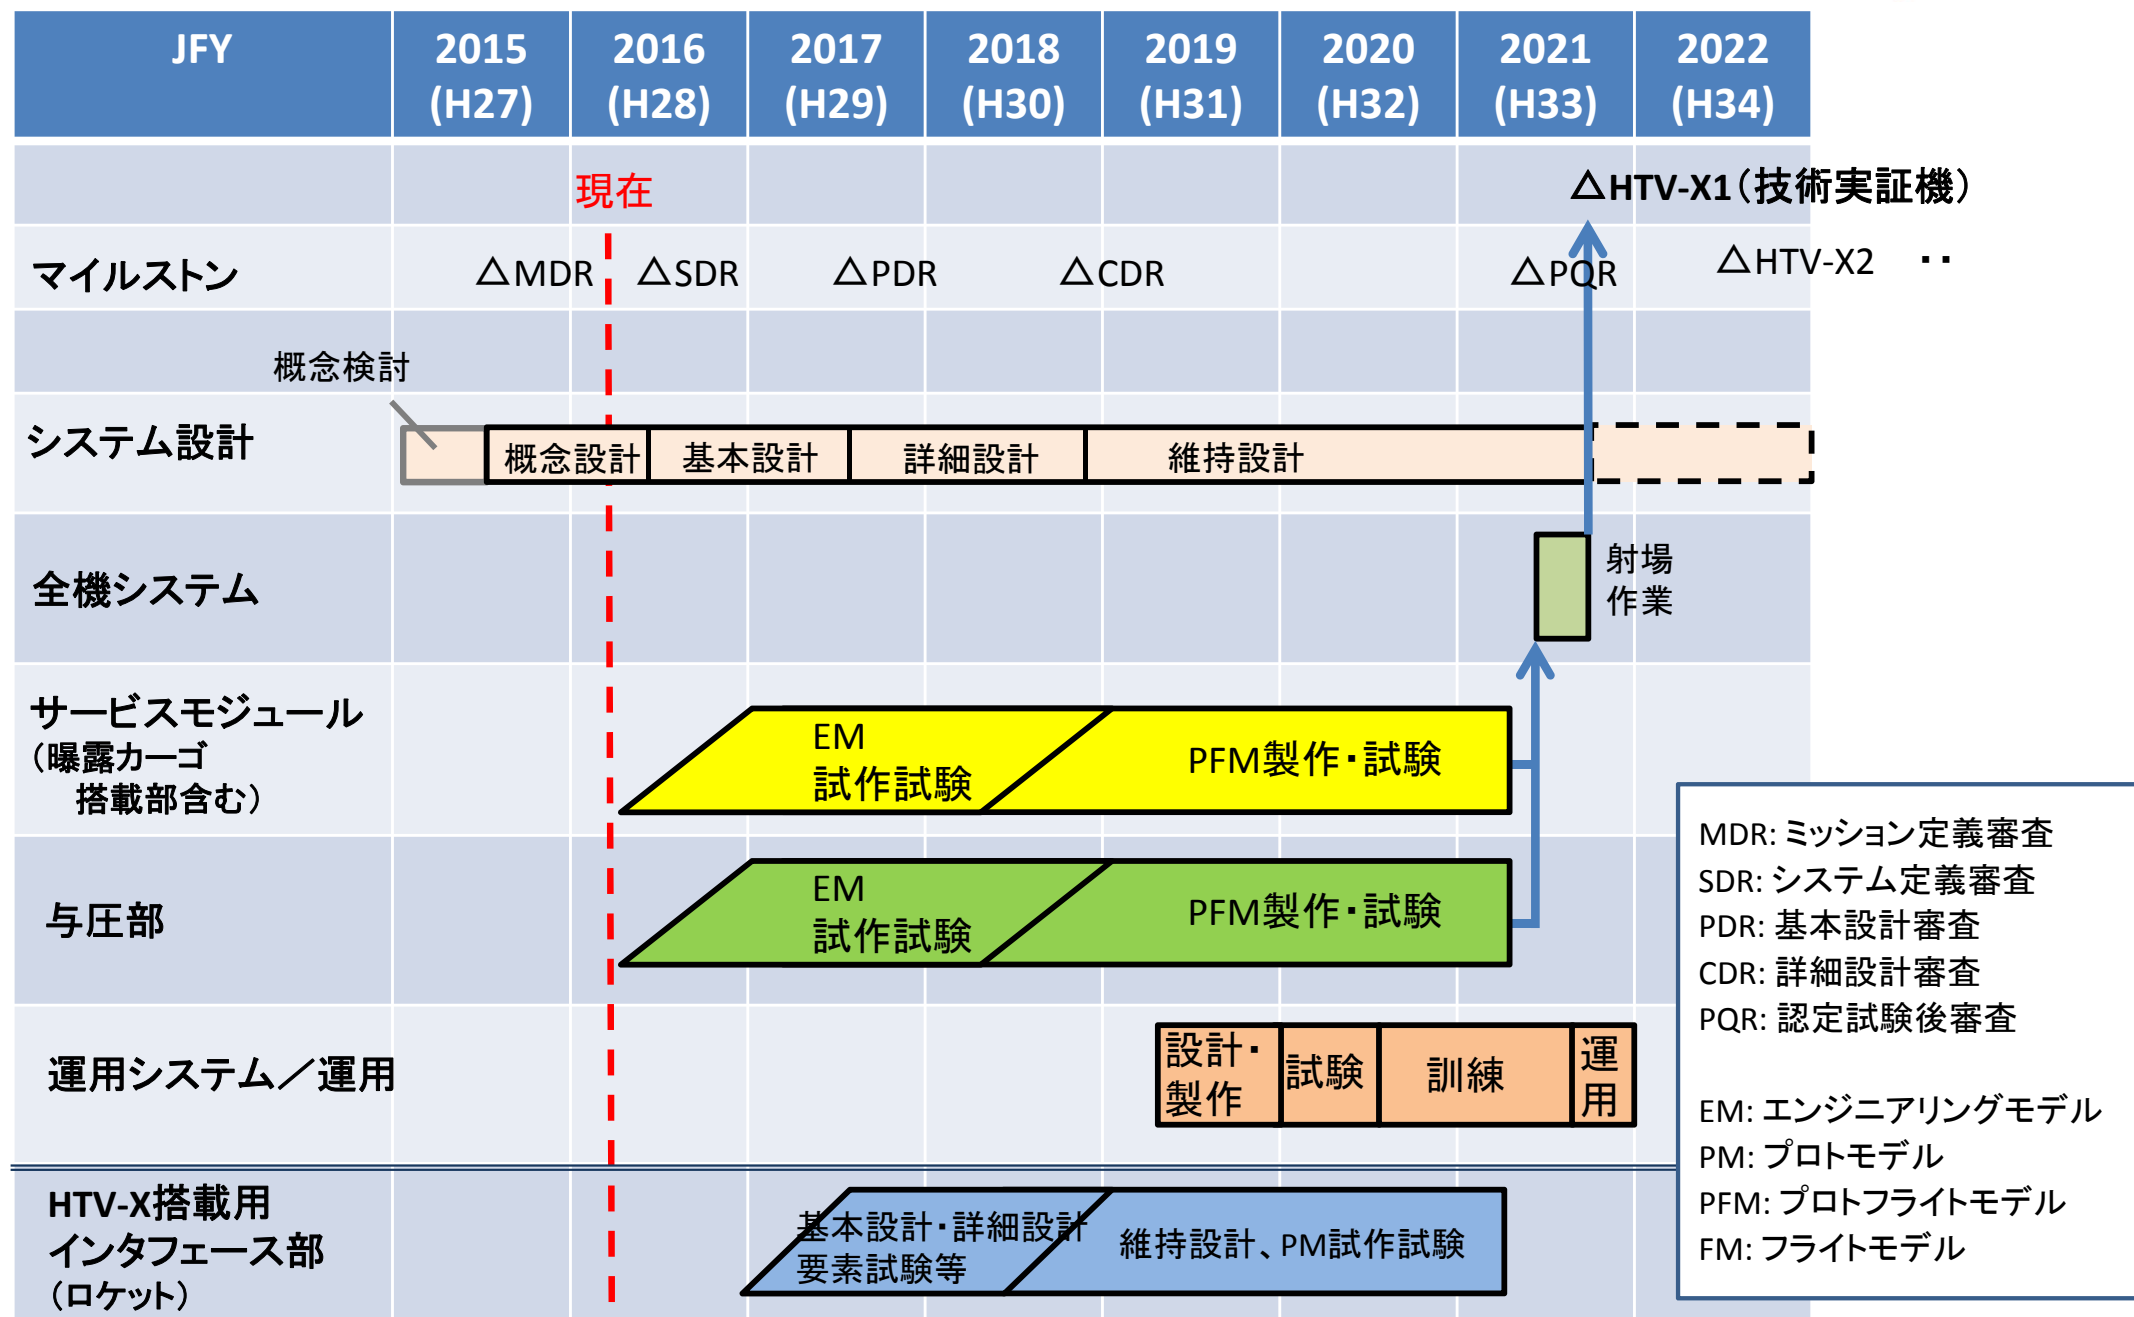 JFY
2015
(H27)
2016
(H28)
2017
(H29)
2018
(H30)
2019
(H31)
2020
(H32)
2021
(H33)
2022
(H34)
現在
△HTV-X1(技術実証機)
マイルストン
△MDR
△SDR
△PDR
△CDR
△PQR
△HTV-X2 ・・
概念検討
システム設計
概念設計
基本設計
詳細設計
維持設計
全機システム
射場
作業
サービスモジュール
(曝露カーゴ
搭載部含む)
EM
試作試験
PFM製作・試験
与圧部
EM
試作試験
PFM製作・試験
運用システム/運用
設計・
製作
試験
訓練
運
用
HTV-X搭載用
インタフェース部
(ロケット)
基本設計・詳細設計
要素試験等
維持設計、PM試作試験
MDR: ミッション定義審査
SDR: システム定義審査
PDR: 基本設計審査
CDR: 詳細設計審査
PQR: 認定試験後審査
EM: エンジニアリングモデル
PM: プロトモデル
PFM: プロトフライトモデル
FM: フライトモデル